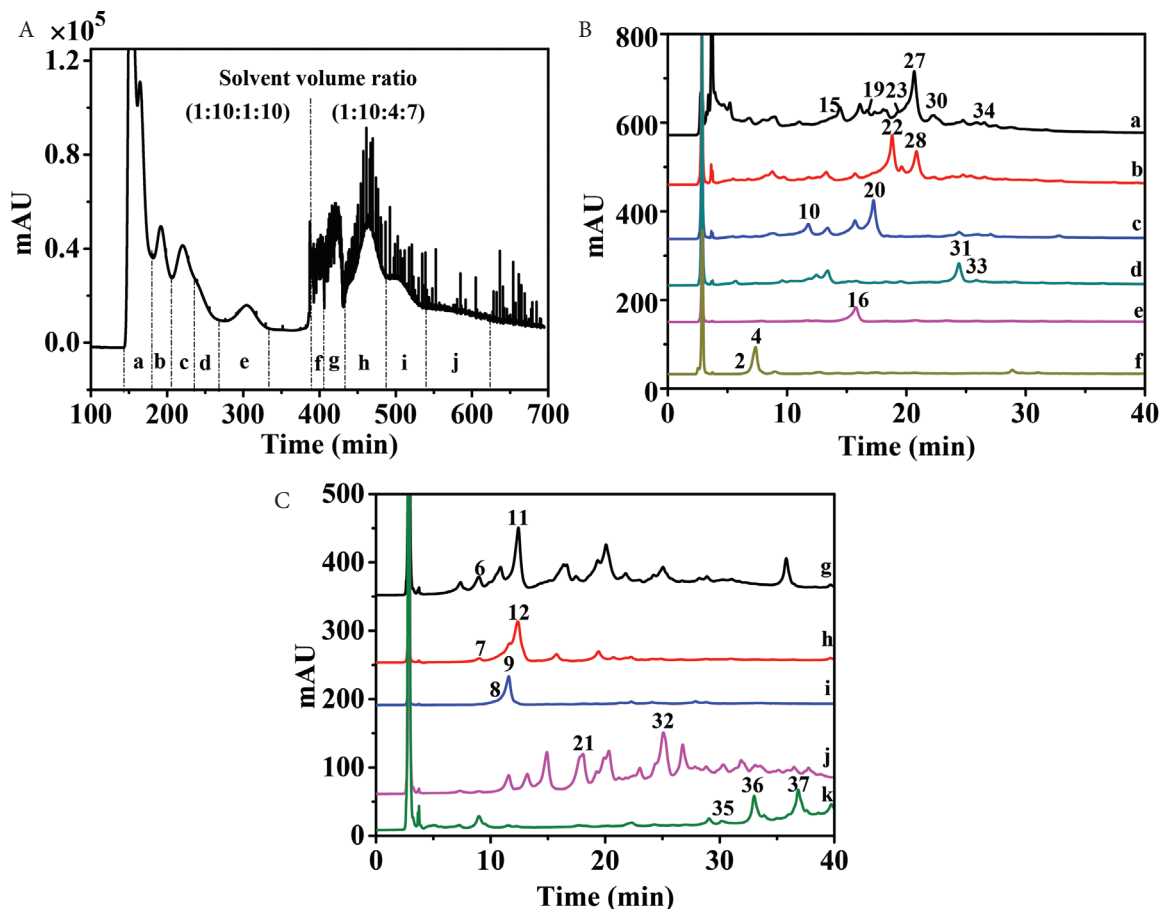 A
×10⁵
1.2
0.8
0.4
0.0
mAU
Solvent volume ratio
(1:10:1:10) (1:10:4:7)
a b c d e f g h i j
100 200 300 400 500 600 700
Time (min)
B
800
600
400
200
0
mAU
15 19 23 27 30 34 a
22 28 b
10 20 c
31 33 d
16 e
2 4 f
0 10 20 30 40
Time (min)
C
500
400
300
200
100
0
mAU
6 11 g
7 12 h
8 9 i
21 32 j
35 36 37 k
0 10 20 30 40
Time (min)